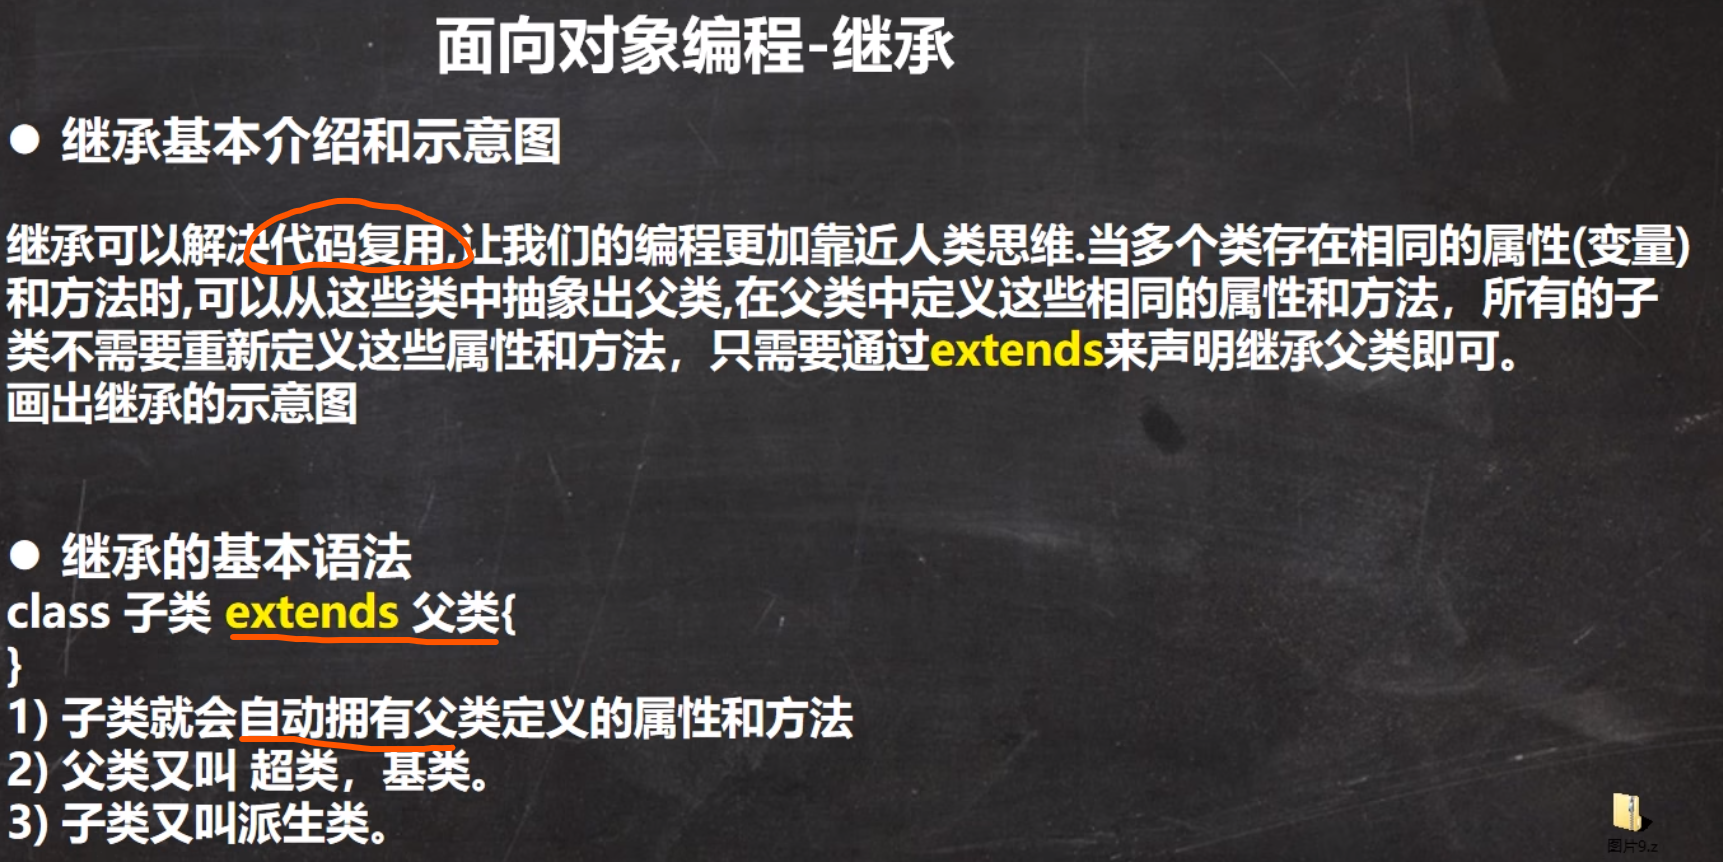 面向对象编程-继承
● 继承基本介绍和示意图
继承可以解决代码复用,让我们的编程更加靠近人类思维.当多个类存在相同的属性(变量)
和方法时,可以从这些类中抽象出父类,在父类中定义这些相同的属性和方法，所有的子
类不需要重新定义这些属性和方法，只需要通过extends来声明继承父类即可。
画出继承的示意图
● 继承的基本语法
class 子类 extends 父类{
}
1) 子类就会自动拥有父类定义的属性和方法
2) 父类又叫 超类，基类。
3) 子类又叫派生类。
图片9.z